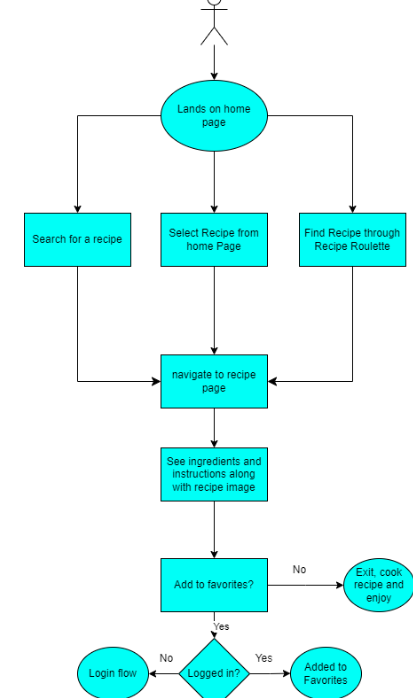 Lands on home
page
Search for a recipe
Select Recipe from
home Page
Find Recipe through
Recipe Roulette
navigate to recipe
page
See ingredients and
instructions along
with recipe image
Add to favorites?
No
Exit, cook
recipe and
enjoy
Yes
Login flow
No
Logged in?
Yes
Added to
Favorites